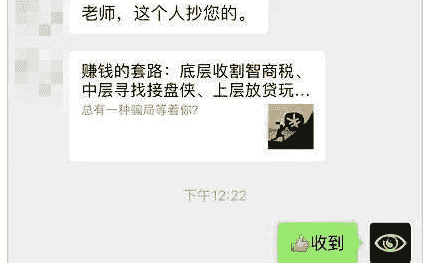 老师，这个人抄您的。
赚钱的套路：底层收割智商税、
中层寻找接盘侠、上层放贷玩...
总有一种骗局等着你?
下午12:22
👍收到